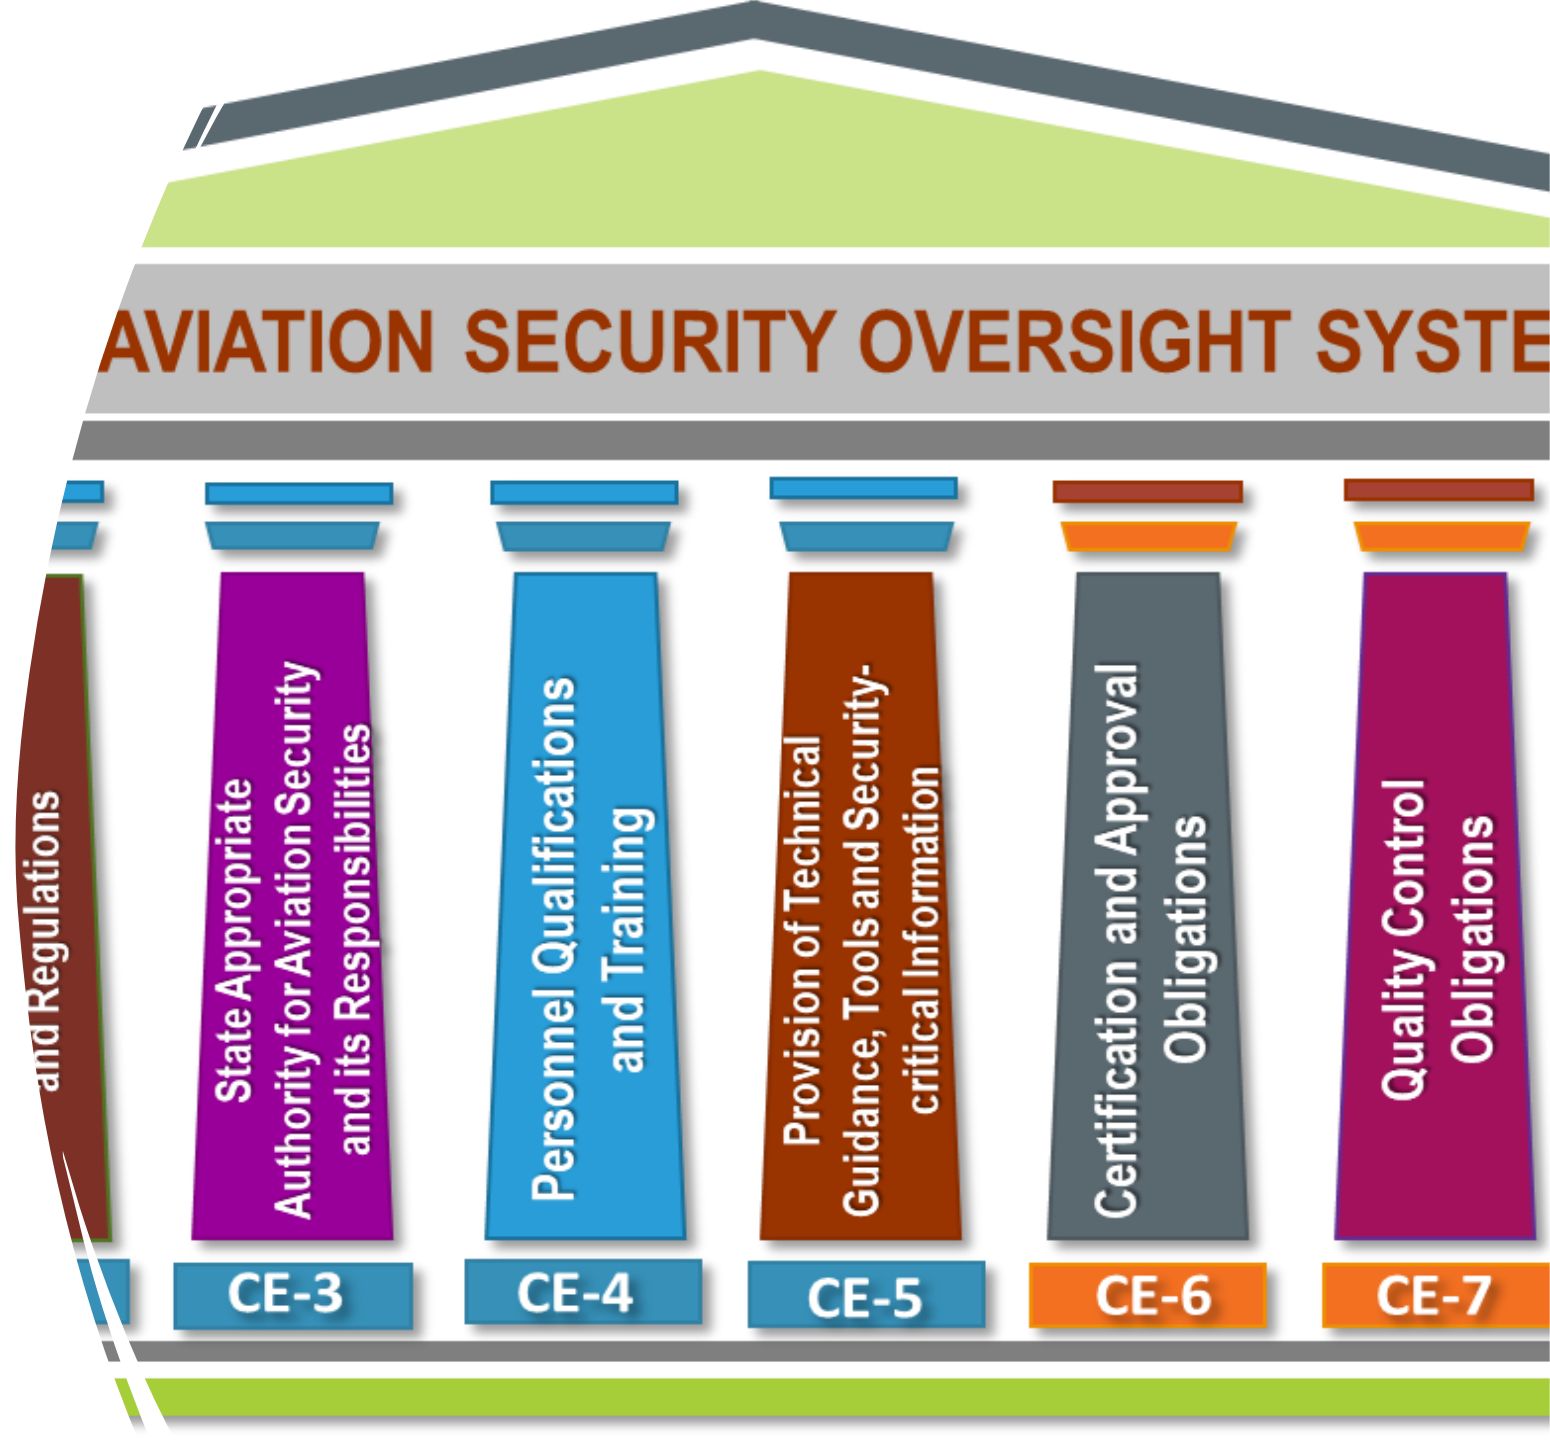 AVIATION SECURITY OVERSIGHT SYSTE
and Regulations
State Appropriate
Authority for Aviation Security
and its Responsibilities
Personnel Qualifications
and Training
Provision of Technical
Guidance, Tools and Security-
critical Information
Certification and Approval
Obligations
Quality Control
Obligations
CE-3
CE-4
CE-5
CE-6
CE-7